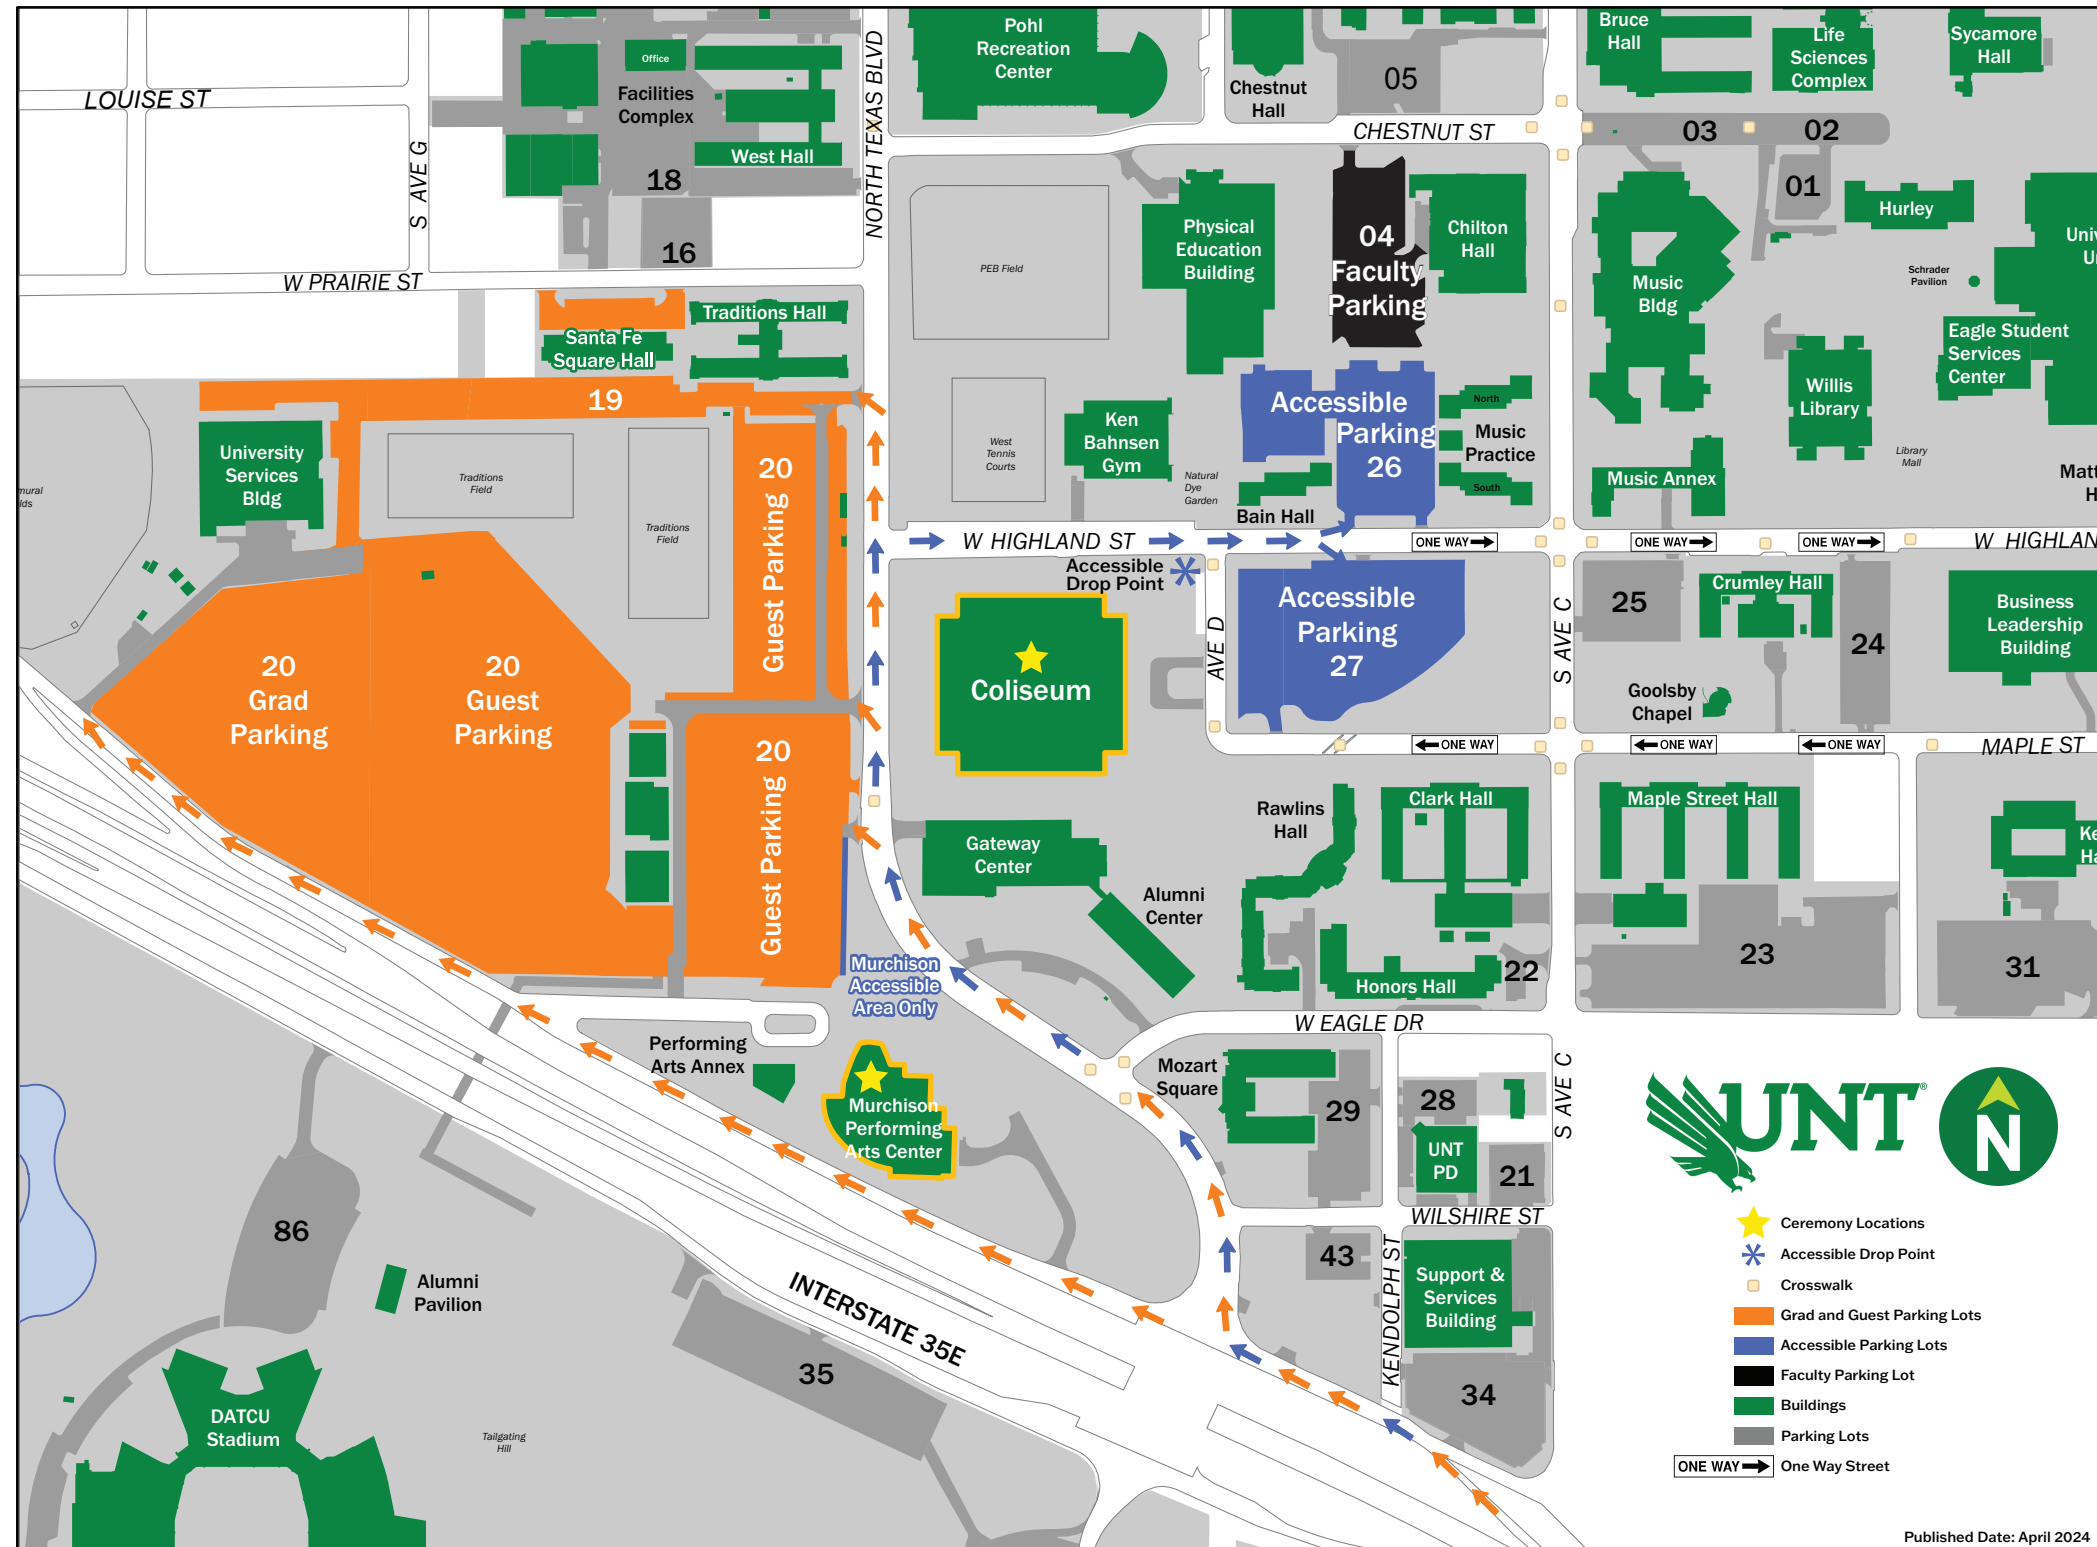 Pohl
Recreation
Center
Office
Facilities
Complex
West Hall
18
16
LOUISE ST
S AVE G
NORTH TEXAS BLVD
W PRAIRIE ST
Chestnut
Hall
05
CHESTNUT ST
Bruce
Hall
Life
Sciences
Complex
Sycamore
Hall
03
02
01
Hurley
PEB Field
Physical
Education
Building
04
Faculty
Parking
Chilton
Hall
Music
Bldg
Schrader
Pavilion
Univ
Eagle Student
Services
Center
Willis
Library
Library
Mall
Santa Fe
Square Hall
Traditions Hall
19
University
Services
Bldg
Traditions
Field
Traditions
Field
20
Guest Parking
West
Tennis
Courts
Ken
Bahnsen
Gym
Natural
Dye
Garden
Accessible
Parking
26
North
Music
Practice
South
Bain Hall
Music Annex
Matt
H
mural
lds
W HIGHLAND ST
ONE WAY
ONE WAY
ONE WAY
W HIGHLAN
Accessible
Drop Point
AVE D
Accessible
Parking
27
S AVE C
25
Crumley Hall
24
Business
Leadership
Building
Goolsby
Chapel
Coliseum
20
Grad
Parking
20
Guest
Parking
20
Guest Parking
ONE WAY
ONE WAY
ONE WAY
MAPLE ST
Gateway
Center
Rawlins
Hall
Clark Hall
Maple Street Hall
Ke
Ha
Alumni
Center
Honors Hall
22
23
31
Murchison
Accessible
Area Only
W EAGLE DR
Performing
Arts Annex
Murchison
Performing
Arts Center
Mozart
Square
29
28
UNT
PD
21
S AVE C
WILSHIRE ST
43
KENDOLPH ST
Support &
Services
Building
34
86
Alumni
Pavilion
INTERSTATE 35E
35
DATCU
Stadium
Tailgating
Hill
UNT®
N
Ceremony Locations
Accessible Drop Point
Crosswalk
Grad and Guest Parking Lots
Accessible Parking Lots
Faculty Parking Lot
Buildings
Parking Lots
ONE WAY One Way Street
Published Date: April 2024